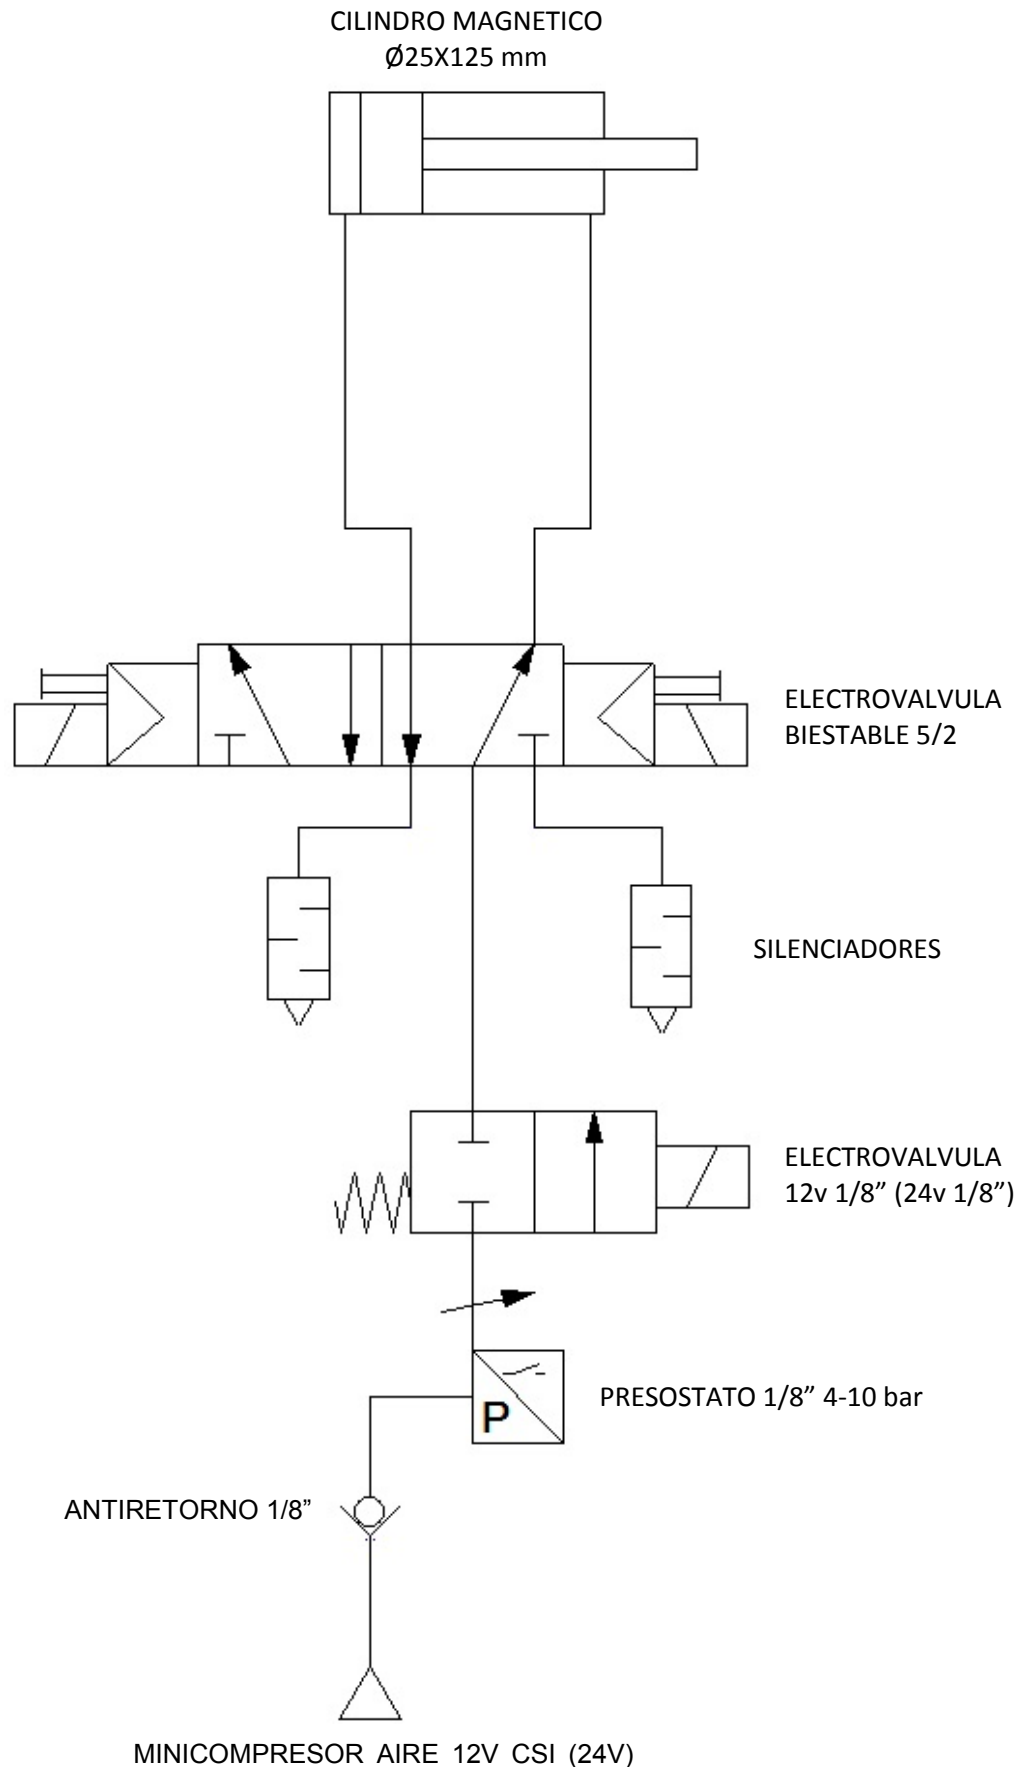 CILINDRO MAGNETICO
Ø25X125 mm
ELECTROVALVULA
BIESTABLE 5/2
SILENCIADORES
ELECTROVALVULA
12v 1/8” (24v 1/8”)
P
PRESOSTATO 1/8” 4-10 bar
ANTIRETORNO 1/8”
MINICOMPRESOR AIRE 12V CSI (24V)